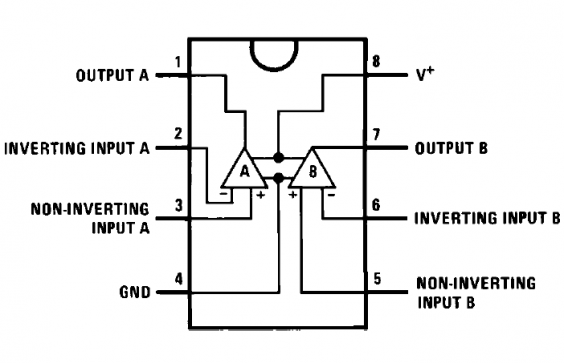 1
8
OUTPUT A
V+
2
7
INVERTING INPUT A
OUTPUT B
A
B
- + + -
NON-INVERTING
INPUT A
3
6
INVERTING INPUT B
4
5
GND
NON-INVERTING
INPUT B